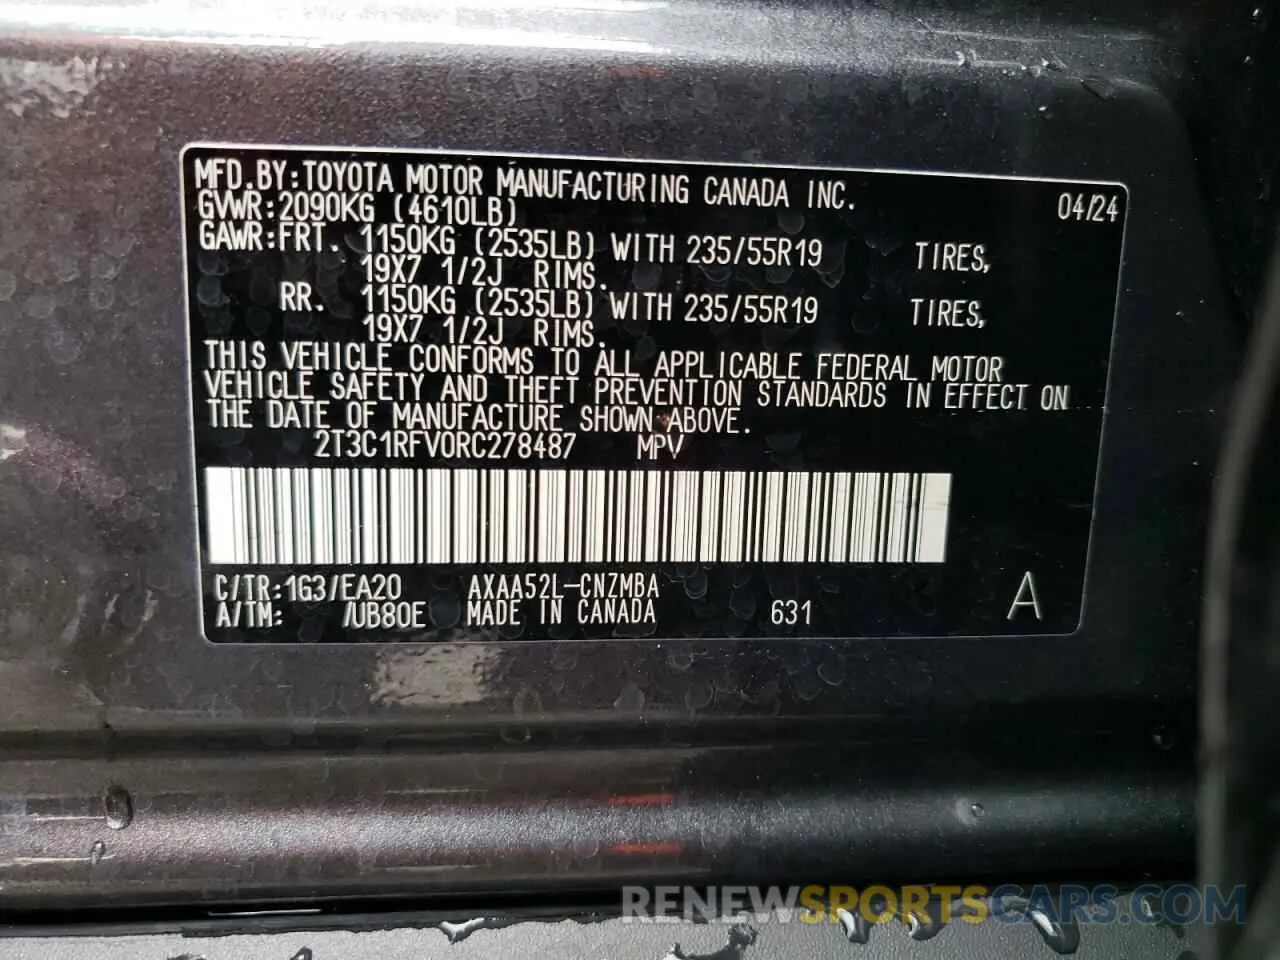 MFD.BY:TOYOTA MOTOR MANUFACTURING CANADA INC. 04/24
GVWR:2090KG (4610LB)
GAWR:FRT. 1150KG (2535LB) WITH 235/55R19 TIRES,
19X7 1/2J RIMS.
RR. 1150KG (2535LB) WITH 235/55R19 TIRES,
19X7 1/2J RIMS.
THIS VEHICLE CONFORMS TO ALL APPLICABLE FEDERAL MOTOR
VEHICLE SAFETY AND THEFT PREVENTION STANDARDS IN EFFECT ON
THE DATE OF MANUFACTURE SHOWN ABOVE.
2T3C1RFV0RC278487 MPV
C/TR:1G3/EA20 AXAA52L-CNZMBA
A/TM: /UB80E MADE IN CANADA 631 A
RENEWSPORTSCARS.COM